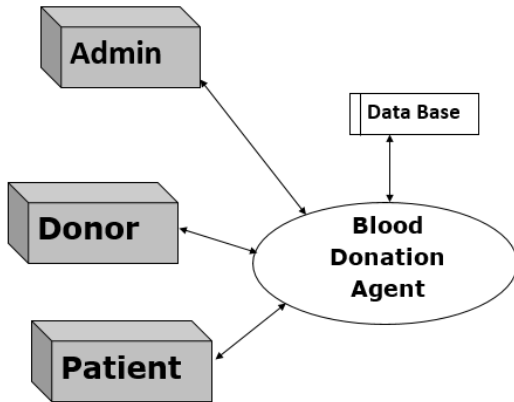 Admin
Data Base
Donor
Blood
Donation
Agent
Patient